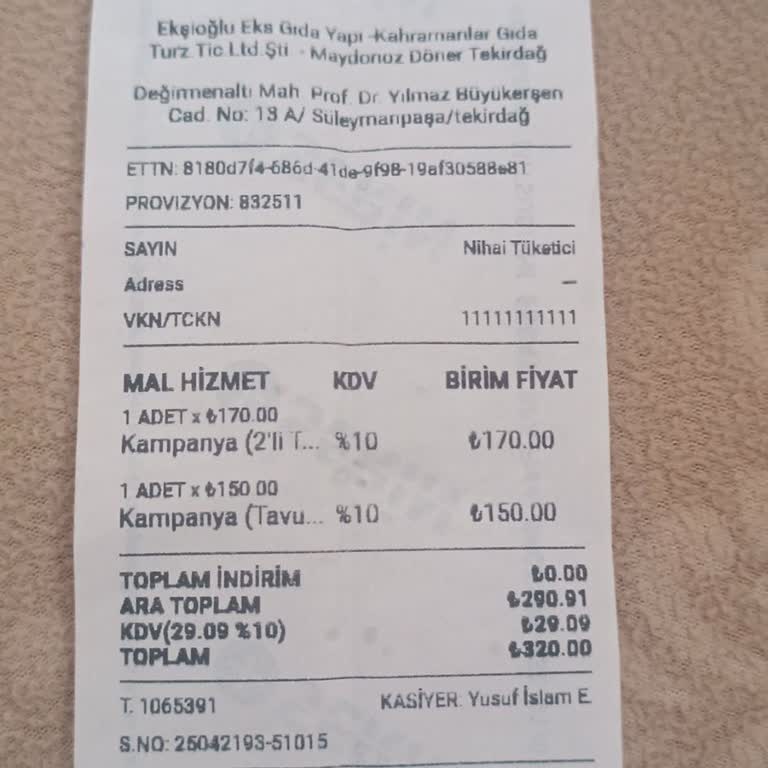 Ekşioğlu Eks Gıda Yapı -Kahramanlar Gıda
Turz.Tic.Ltd.Şti - Maydonoz Döner Tekirdağ
Değirmenaltı Mah. Prof. Dr. Yılmaz Büyükerşen
Cad. No: 13 A/ Süleymanpaşa/tekirdağ
ETTN: 8180d7f4-686d-41de-9f98-19af30588e81
PROVIZYON: 832511
SAYIN Nihai Tüketici
Adress –
VKN/TCKN 11111111111
MAL HİZMET KDV BİRİM FİYAT
1 ADET x ₺170.00
Kampanya (2'li T... %10 ₺170.00
1 ADET x ₺150.00
Kampanya (Tavu... %10 ₺150.00
TOPLAM İNDİRİM ₺0.00
ARA TOPLAM ₺290.91
KDV(29.09 %10) ₺29.09
TOPLAM ₺320.00
T. 1065391 KASİYER: Yusuf İslam E.
S.NO: 25042193-51015